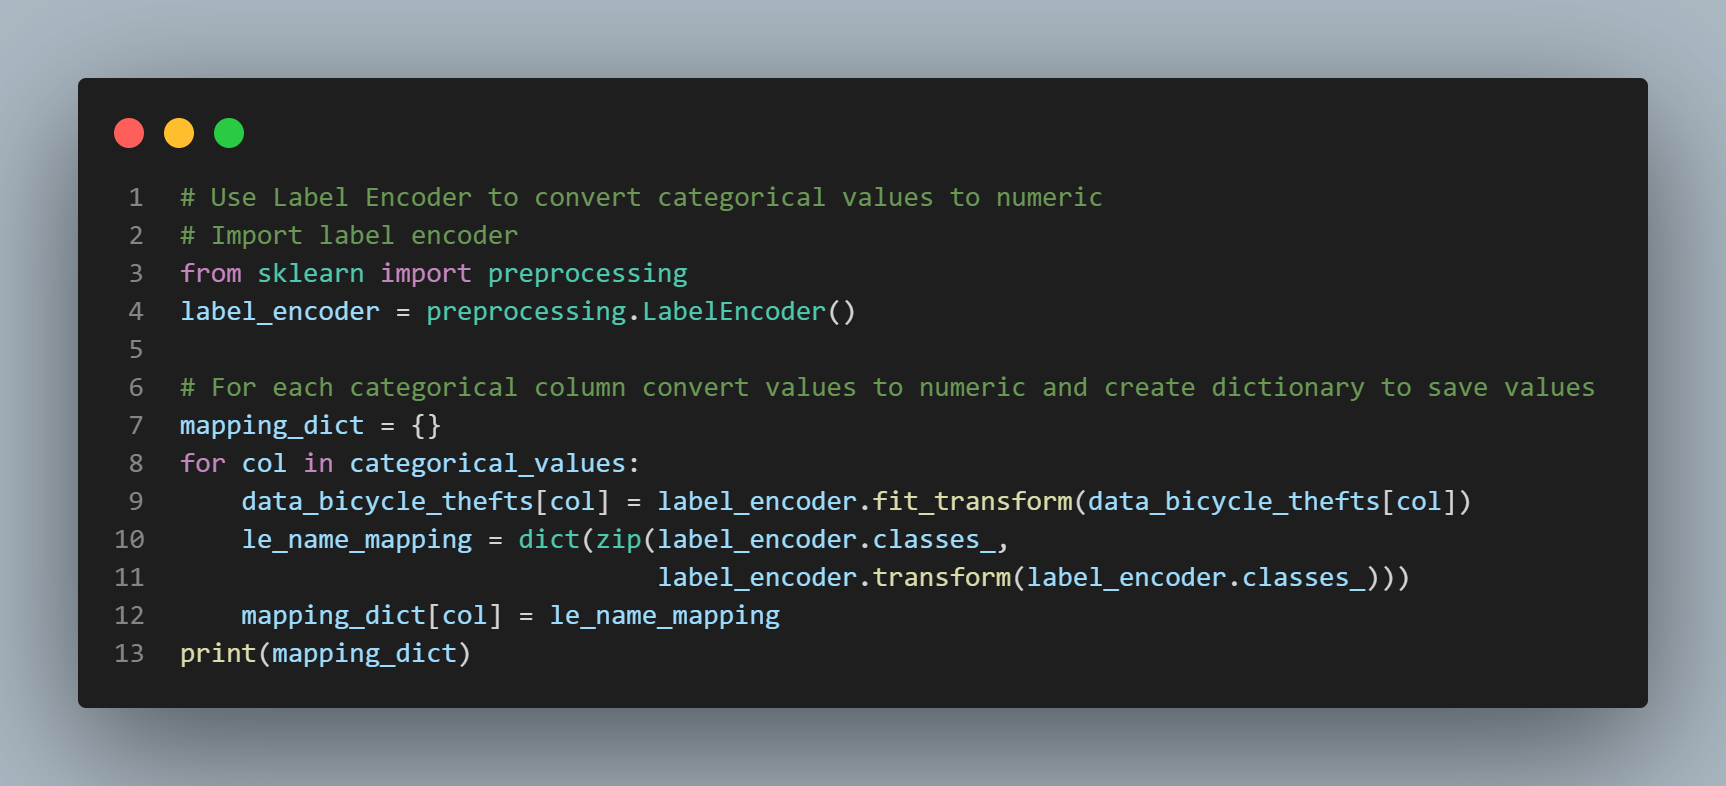 1 # Use Label Encoder to convert categorical values to numeric
2 # Import label encoder
3 from sklearn import preprocessing
4 label_encoder = preprocessing.LabelEncoder()
5
6 # For each categorical column convert values to numeric and create dictionary to save values
7 mapping_dict = {}
8 for col in categorical_values:
9     data_bicycle_thefts[col] = label_encoder.fit_transform(data_bicycle_thefts[col])
10     le_name_mapping = dict(zip(label_encoder.classes_,
11                                label_encoder.transform(label_encoder.classes_)))
12     mapping_dict[col] = le_name_mapping
13 print(mapping_dict)